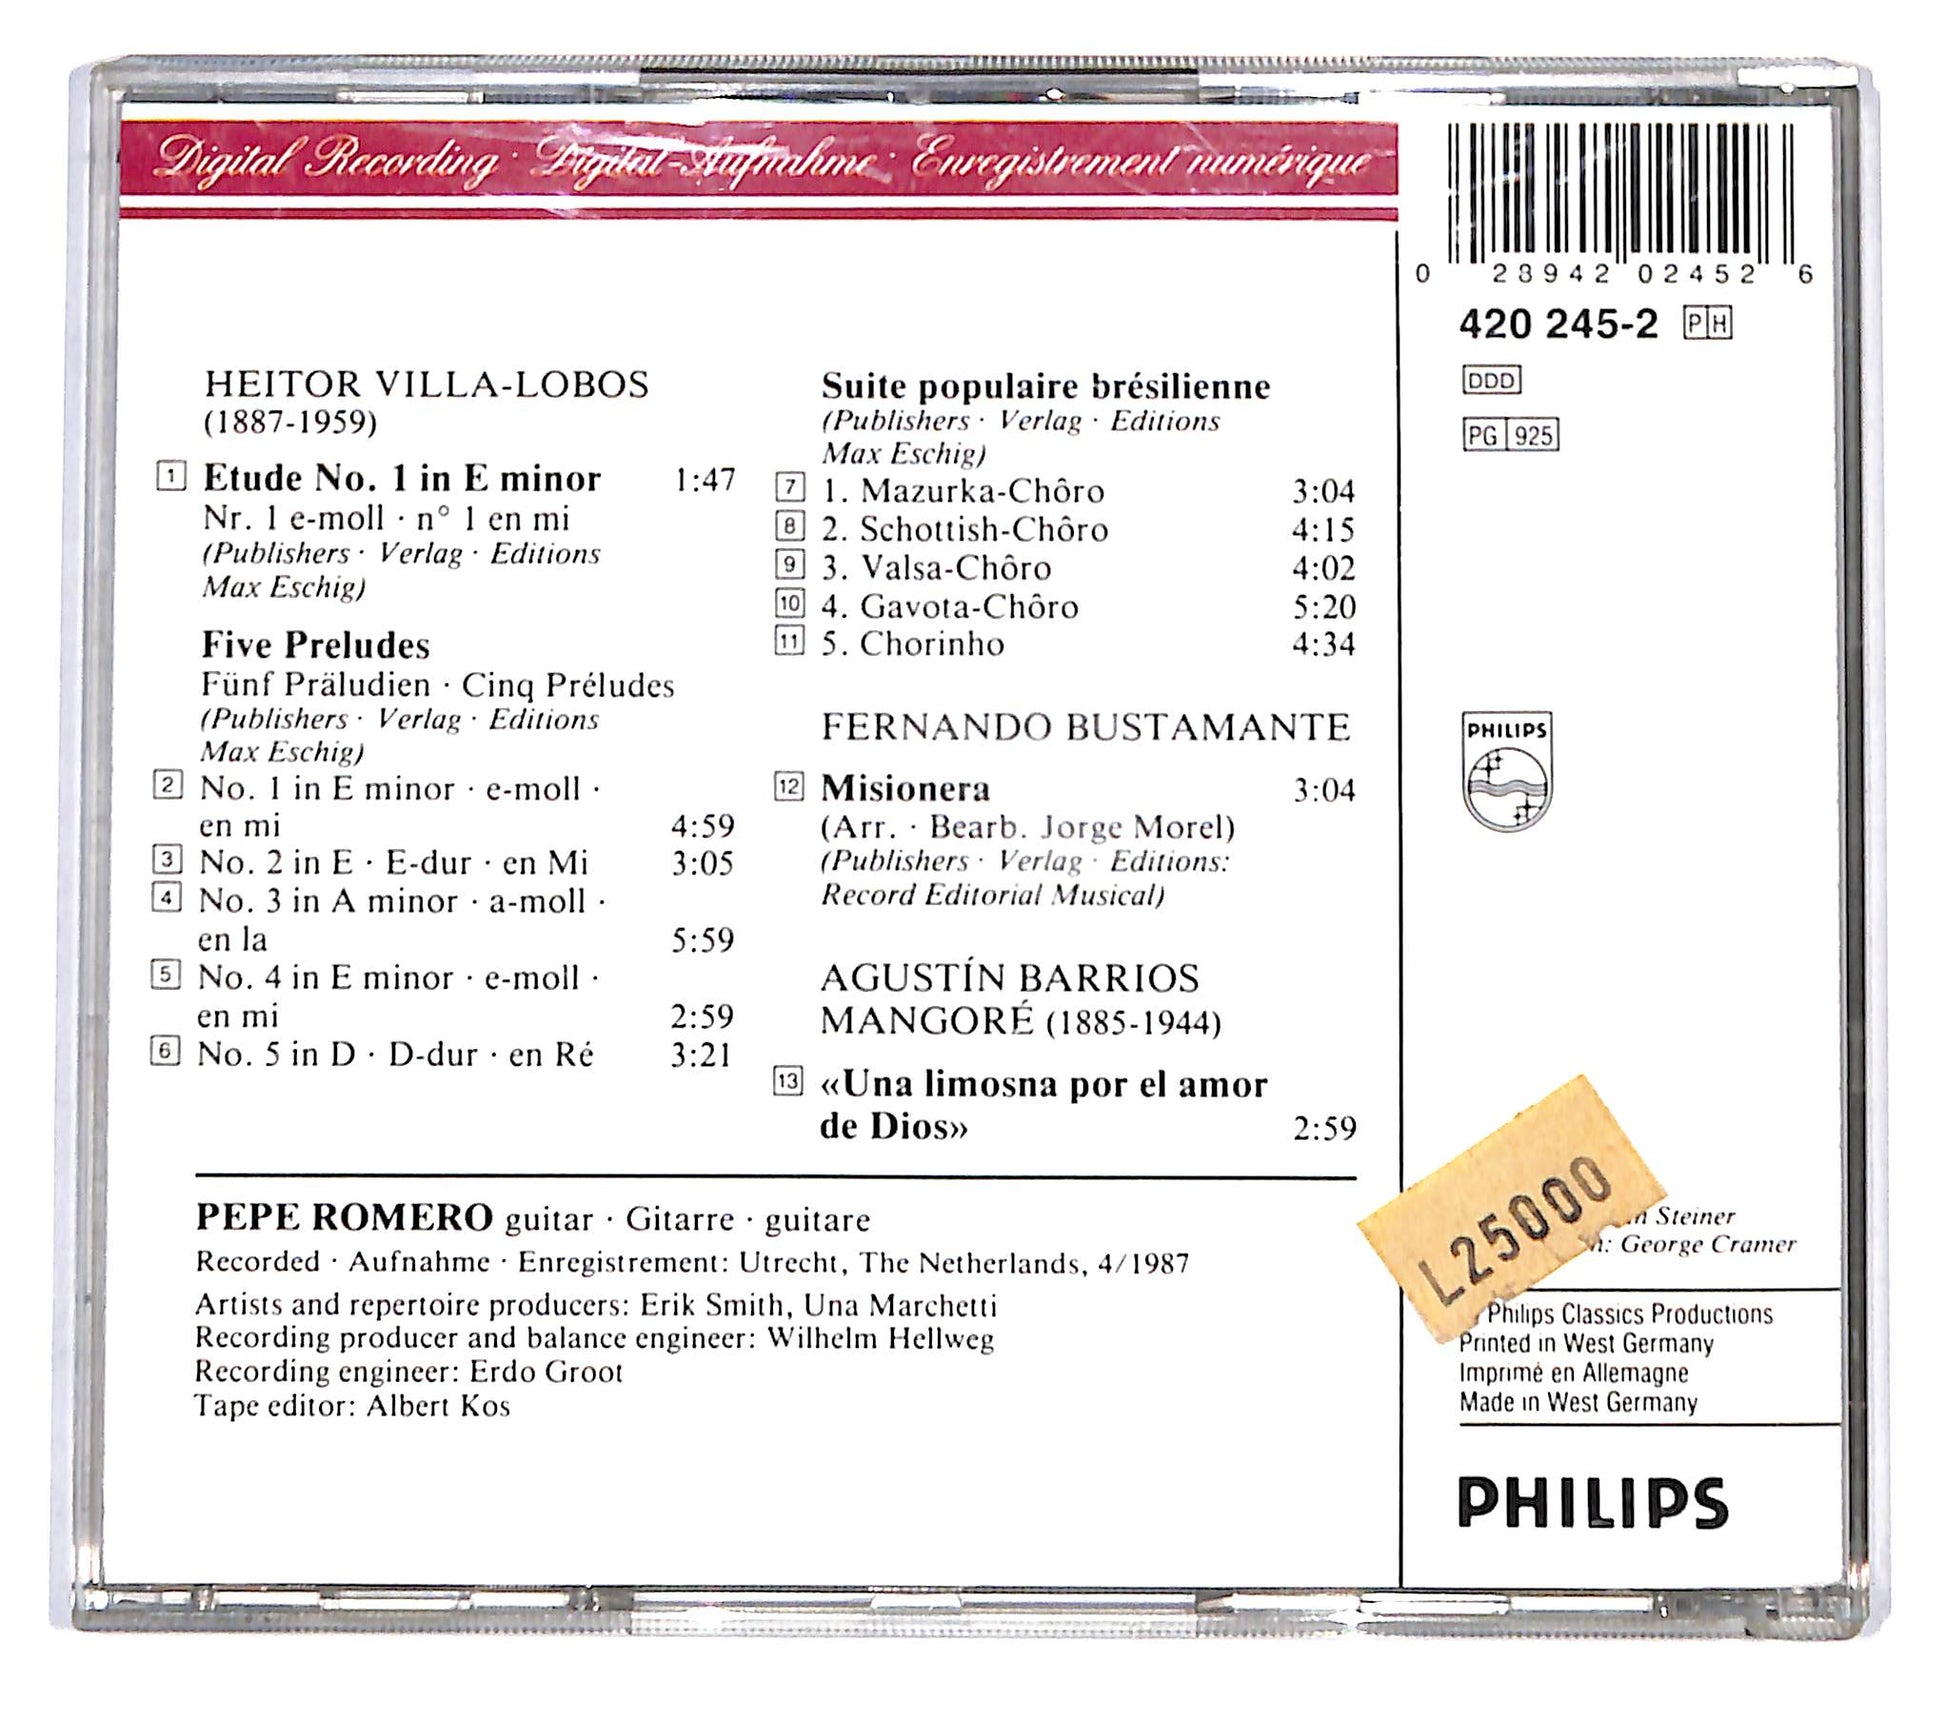 Digital Recording · Digital-Aufnahme · Enregistrement numérique
HEITOR VILLA-LOBOS
(1887-1959)
1 Etude No. 1 in E minor 1:47
Nr. 1 e-moll · n° 1 en mi
(Publishers · Verlag · Editions
Max Eschig)
Five Preludes
Fünf Präludien · Cinq Préludes
(Publishers · Verlag · Editions
Max Eschig)
2 No. 1 in E minor · e-moll ·
en mi 4:59
3 No. 2 in E · E-dur · en Mi 3:05
4 No. 3 in A minor · a-moll ·
en la 5:59
5 No. 4 in E minor · e-moll ·
en mi 2:59
6 No. 5 in D · D-dur · en Ré 3:21
Suite populaire brésilienne
(Publishers · Verlag · Editions
Max Eschig)
7 1. Mazurka-Chôro 3:04
8 2. Schottish-Chôro 4:15
9 3. Valsa-Chôro 4:02
10 4. Gavota-Chôro 5:20
11 5. Chorinho 4:34
FERNANDO BUSTAMANTE
12 Misionera 3:04
(Arr. · Bearb. Jorge Morel)
(Publishers · Verlag · Editions:
Record Editorial Musical)
AGUSTÍN BARRIOS
MANGORÉ (1885-1944)
13 «Una limosna por el amor
de Dios» 2:59
PEPE ROMERO guitar · Gitarre · guitare
Recorded · Aufnahme · Enregistrement: Utrecht, The Netherlands, 4/1987
Artists and repertoire producers: Erik Smith, Una Marchetti
Recording producer and balance engineer: Wilhelm Hellweg
Recording engineer: Erdo Groot
Tape editor: Albert Kos
0 28942 02452 6
420 245-2 PH
DDD
PG 925
PHILIPS
L25000
Steiner
George Cramer
Philips Classics Productions
Printed in West Germany
Imprimé en Allemagne
Made in West Germany
PHILIPS